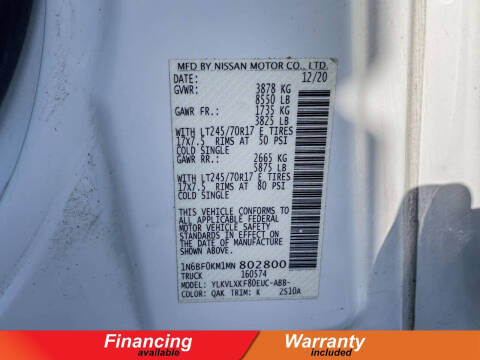 MFD BY NISSAN MOTOR CO., LTD.
DATE: 12/20
GVWR: 3878 KG
8550 LB
GAWR FR.: 1735 KG
3825 LB
WITH LT245/70R17 E TIRES
17X7.5 RIMS AT 50 PSI
COLD SINGLE
GAWR RR.: 2665 KG
5875 LB
WITH LT245/70R17 E TIRES
17X7.5 RIMS AT 80 PSI
COLD SINGLE
THIS VEHICLE CONFORMS TO
ALL APPLICABLE FEDERAL
MOTOR VEHICLE SAFETY
STANDARDS IN EFFECT ON
THE DATE OF MANUFACTURE
SHOWN ABOVE.
1N6BF0KM1MN 802800
TRUCK 160574
MODEL: YLKVLXKF80EUC-ABB-
COLOR: QAK TRIM: K 2S10A
Financing available
Warranty included